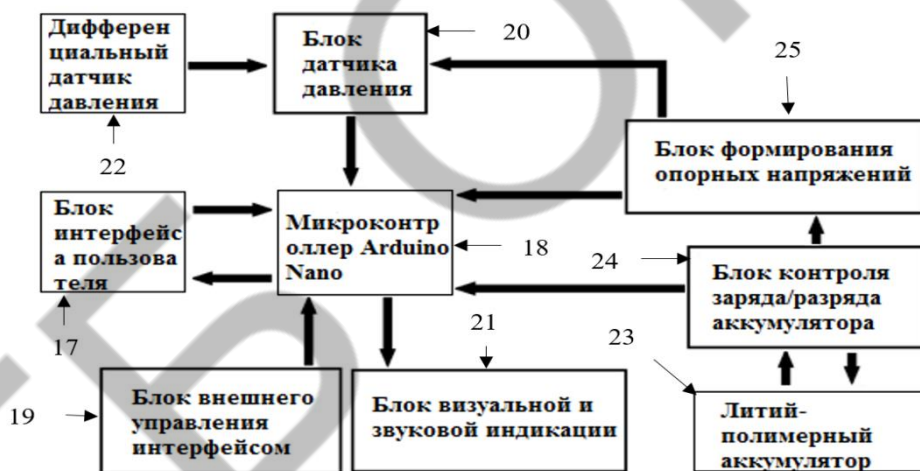 Дифферен
циальный
датчик
давления
22
Блок
датчика
давления
20
25
Блок формирования
опорных напряжений
Блок
интерфейс
а пользова
теля
17
Микроконтр
оллер Arduino
Nano
18
24
Блок контроля
заряда/разряда
аккумулятора
21
23
19
Блок внешнего
управления
интерфейсом
Блок визуальной и
звуковой индикации
Литий-
полимерный
аккумулятор